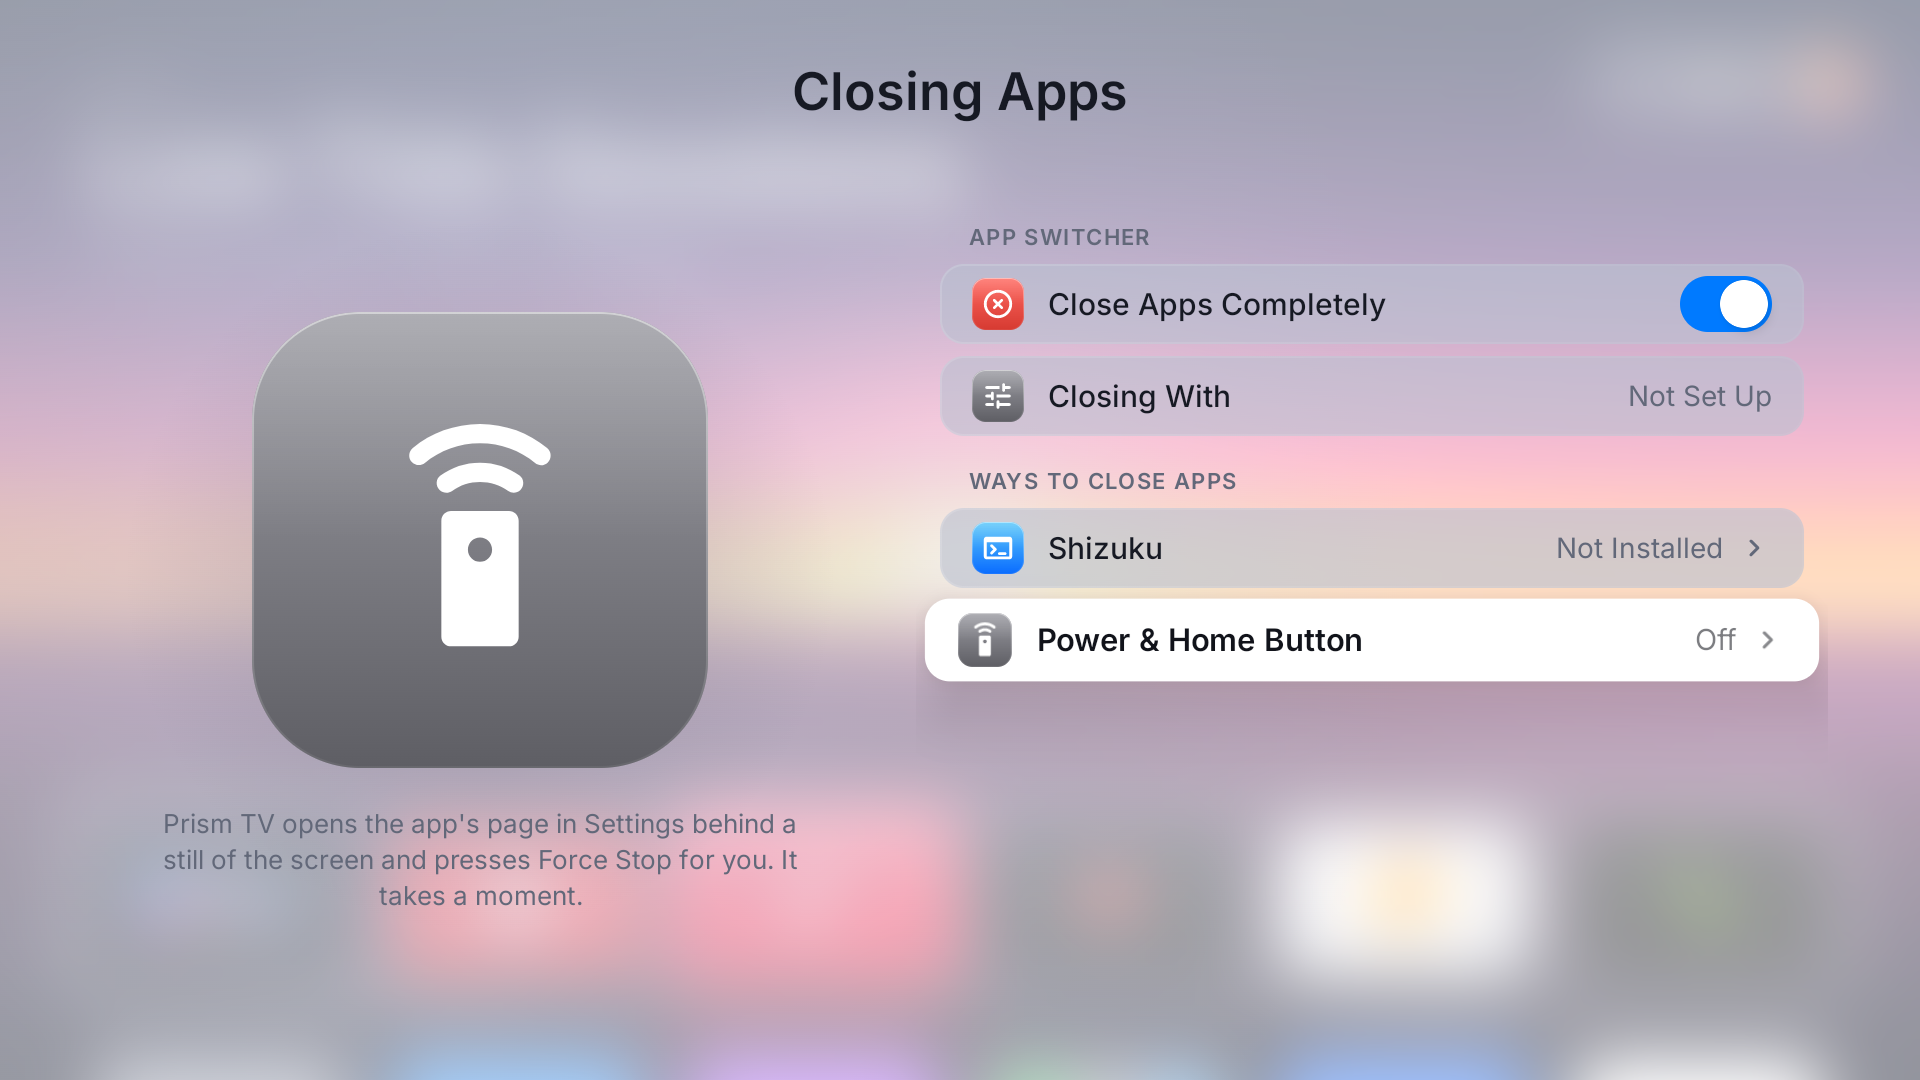 Closing Apps
APP SWITCHER
Close Apps Completely
Closing With
Not Set Up
WAYS TO CLOSE APPS
Shizuku
Not Installed
Power & Home Button
Off
Prism TV opens the app's page in Settings behind a
still of the screen and presses Force Stop for you. It
takes a moment.